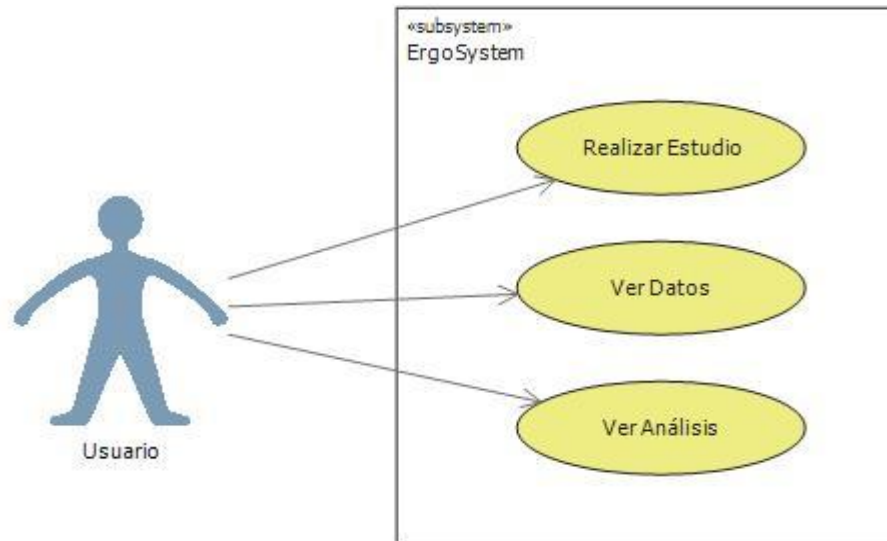 «subsystem»
ErgoSystem
Realizar Estudio
Ver Datos
Ver Análisis
Usuario